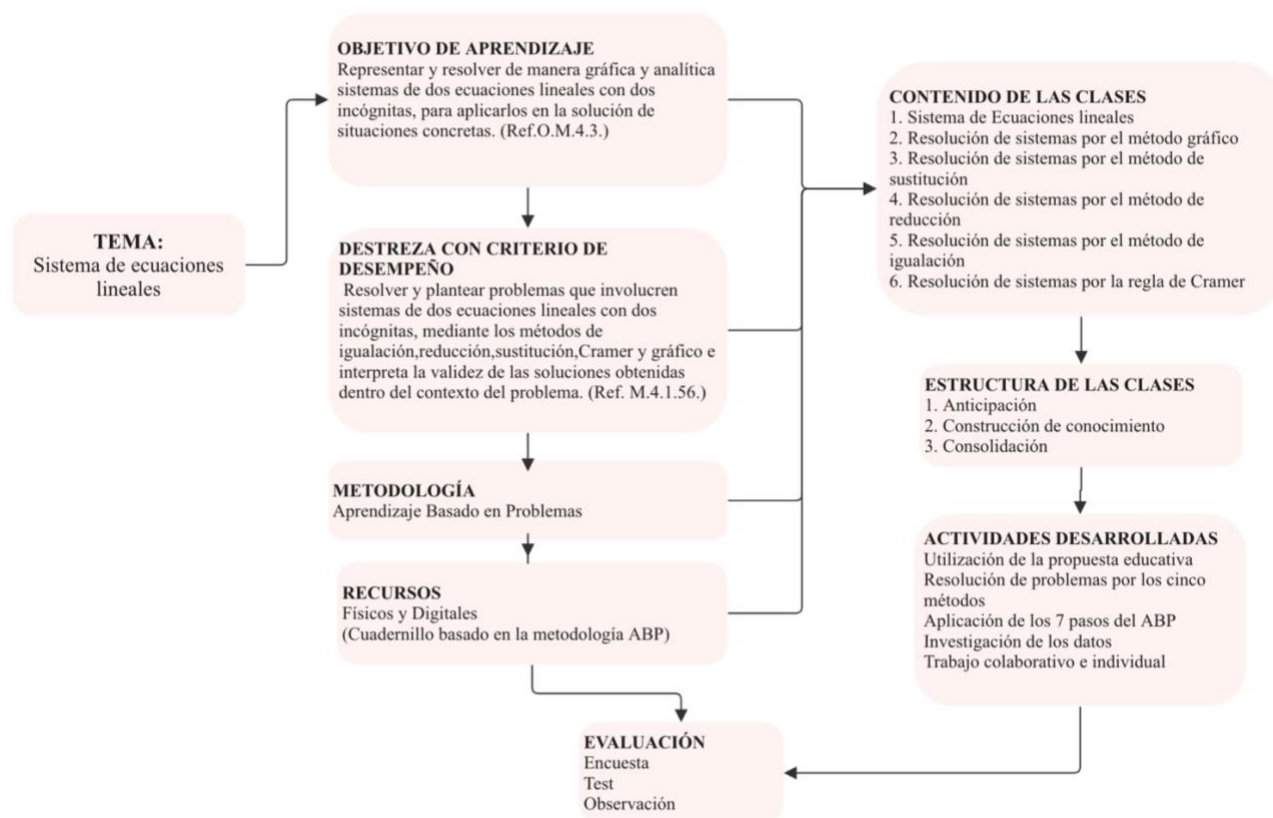 TEMA:
Sistema de ecuaciones
lineales
OBJETIVO DE APRENDIZAJE
Representar y resolver de manera gráfica y analítica
sistemas de dos ecuaciones lineales con dos
incógnitas, para aplicarlos en la solución de
situaciones concretas. (Ref.O.M.4.3.)
DESTREZA CON CRITERIO DE
DESEMPEÑO
Resolver y plantear problemas que involucren
sistemas de dos ecuaciones lineales con dos
incógnitas, mediante los métodos de
igualación,reducción,sustitución,Cramer y gráfico e
interpreta la validez de las soluciones obtenidas
dentro del contexto del problema. (Ref. M.4.1.56.)
METODOLOGÍA
Aprendizaje Basado en Problemas
RECURSOS
Físicos y Digitales
(Cuadernillo basado en la metodología ABP)
CONTENIDO DE LAS CLASES
1. Sistema de Ecuaciones lineales
2. Resolución de sistemas por el método gráfico
3. Resolución de sistemas por el método de
sustitución
4. Resolución de sistemas por el método de
reducción
5. Resolución de sistemas por el método de
igualación
6. Resolución de sistemas por la regla de Cramer
ESTRUCTURA DE LAS CLASES
1. Anticipación
2. Construcción de conocimiento
3. Consolidación
ACTIVIDADES DESARROLLADAS
Utilización de la propuesta educativa
Resolución de problemas por los cinco
métodos
Aplicación de los 7 pasos del ABP
Investigación de los datos
Trabajo colaborativo e individual
EVALUACIÓN
Encuesta
Test
Observación